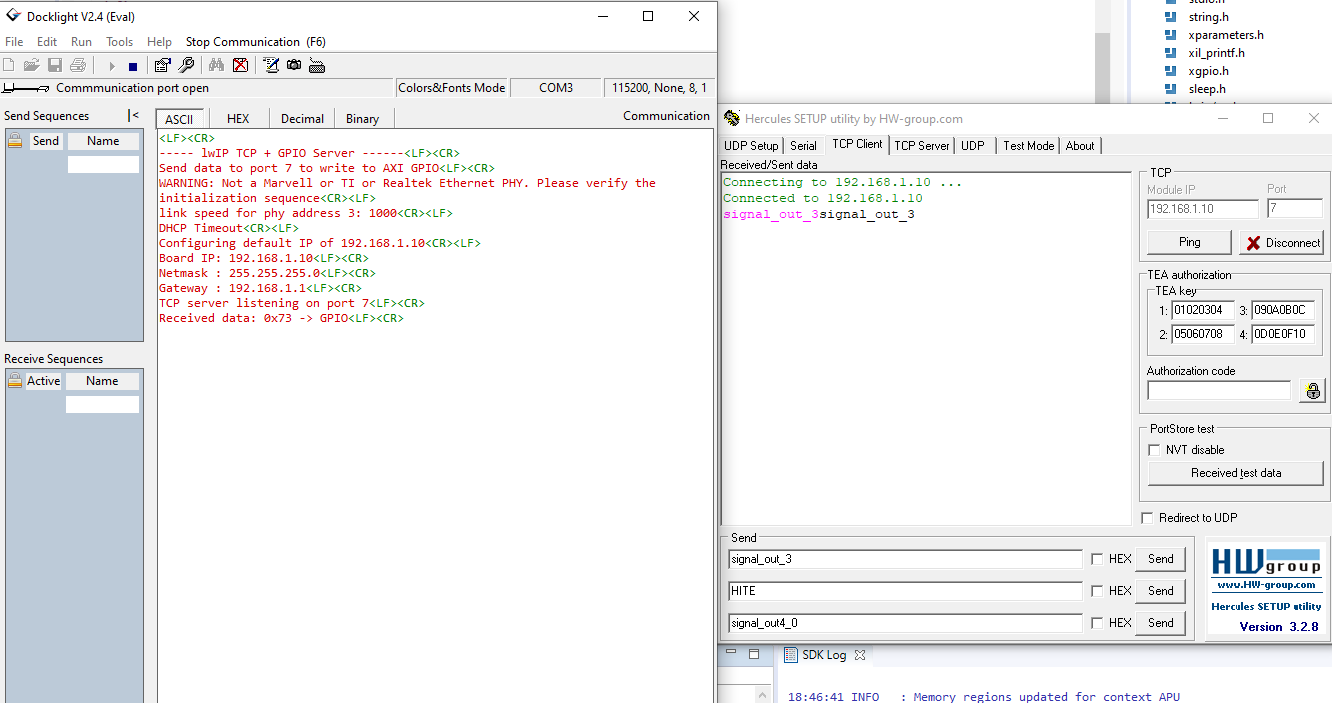 Docklight V2.4 (Eval)
File Edit Run Tools Help Stop Communication (F6)
Commmunication port open
Colors&Fonts Mode
COM3
115200, None, 8, 1
Send Sequences
|<
Send Name
Receive Sequences
Active Name
ASCII HEX Decimal Binary
Communication
<LF><CR>
----- lwIP TCP + GPIO Server ------<LF><CR>
Send data to port 7 to write to AXI GPIO<LF><CR>
WARNING: Not a Marvell or TI or Realtek Ethernet PHY. Please verify the
initialization sequence<CR><LF>
link speed for phy address 3: 1000<CR><LF>
DHCP Timeout<CR><LF>
Configuring default IP of 192.168.1.10<CR><LF>
Board IP: 192.168.1.10<LF><CR>
Netmask : 255.255.255.0<LF><CR>
Gateway : 192.168.1.1<LF><CR>
TCP server listening on port 7<LF><CR>
Received data: 0x73 -> GPIO<LF><CR>
string.h
xparameters.h
xil_printf.h
xgpio.h
sleep.h
Hercules SETUP utility by HW-group.com
UDP Setup Serial TCP Client TCP Server UDP Test Mode About
Received/Sent data
Connecting to 192.168.1.10 ...
Connected to 192.168.1.10
signal_out_3signal_out_3
TCP
Module IP Port
192.168.1.10 7
Ping Disconnect
TEA authorization
TEA key
1: 01020304 3: 090A0B0C
2: 05060708 4: 0D0E0F10
Authorization code
PortStore test
NVT disable
Received test data
Redirect to UDP
Send
signal_out_3 HEX Send
HITE HEX Send
signal_out4_0 HEX Send
HWgroup
www.HW-group.com
Hercules SETUP utility
Version 3.2.8
SDK Log
18:46:41 INFO : Memory regions updated for context APU